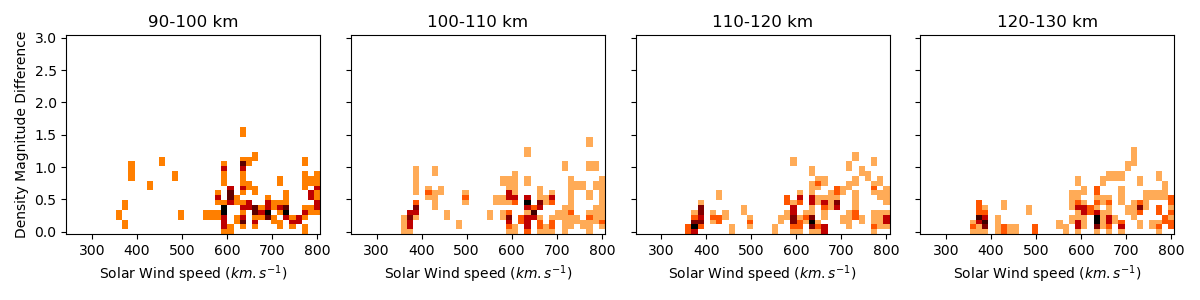 90-100 km
100-110 km
110-120 km
120-130 km
Density Magnitude Difference
3.0
2.5
2.0
1.5
1.0
0.5
0.0
300 400 500 600 700 800
300 400 500 600 700 800
300 400 500 600 700 800
300 400 500 600 700 800
Solar Wind speed (km.s⁻¹)
Solar Wind speed (km.s⁻¹)
Solar Wind speed (km.s⁻¹)
Solar Wind speed (km.s⁻¹)